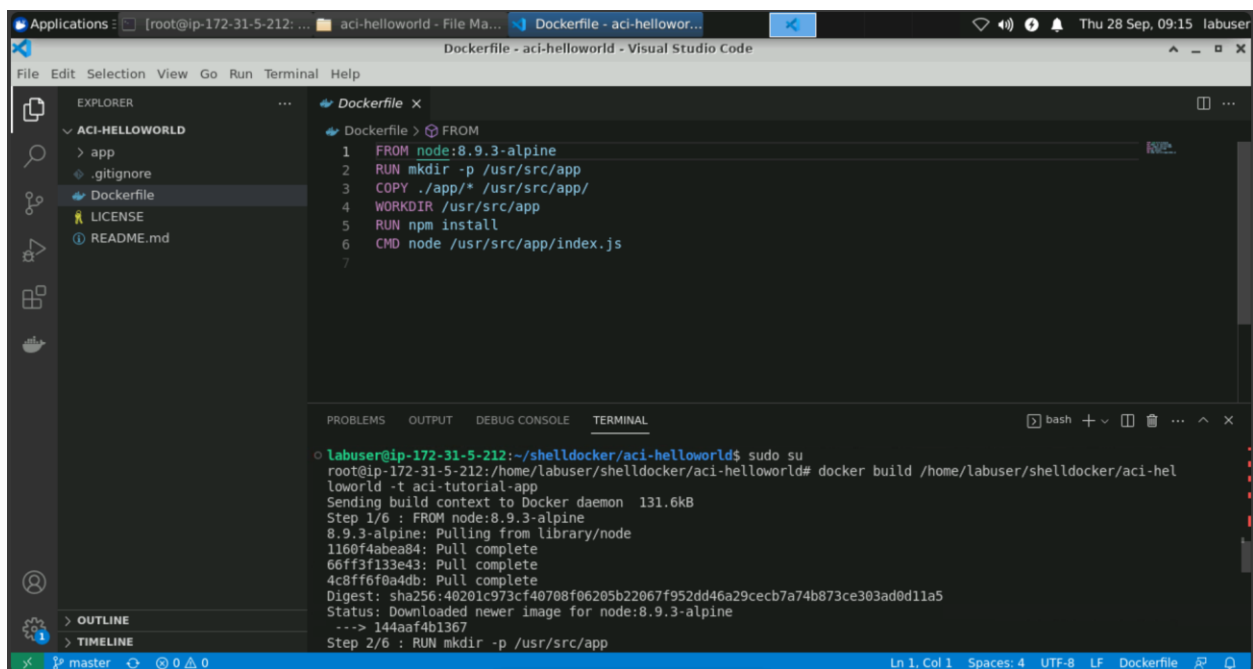 Applications [root@ip-172-31-5-212: ... aci-helloworld - File Ma... Dockerfile - aci-hellowor... Thu 28 Sep, 09:15 labuser
Dockerfile - aci-helloworld - Visual Studio Code
File Edit Selection View Go Run Terminal Help
EXPLORER ...
ACI-HELLOWORLD
> app
.gitignore
Dockerfile
LICENSE
README.md
> OUTLINE
> TIMELINE
Dockerfile ×
Dockerfile > FROM
1 FROM node:8.9.3-alpine
2 RUN mkdir -p /usr/src/app
3 COPY ./app/* /usr/src/app/
4 WORKDIR /usr/src/app
5 RUN npm install
6 CMD node /usr/src/app/index.js
7
PROBLEMS OUTPUT DEBUG CONSOLE TERMINAL bash
labuser@ip-172-31-5-212:~/shelldocker/aci-helloworld$ sudo su
root@ip-172-31-5-212:/home/labuser/shelldocker/aci-helloworld# docker build /home/labuser/shelldocker/aci-hel
loworld -t aci-tutorial-app
Sending build context to Docker daemon 131.6kB
Step 1/6 : FROM node:8.9.3-alpine
8.9.3-alpine: Pulling from library/node
1160f4abea84: Pull complete
66ff3f133e43: Pull complete
4c8ff6f0a4db: Pull complete
Digest: sha256:40201c973cf40708f06205b22067f952dd46a29cecb7a74b873ce303ad0d11a5
Status: Downloaded newer image for node:8.9.3-alpine
---> 144aaf4b1367
Step 2/6 : RUN mkdir -p /usr/src/app
1
master 0 0 Ln 1, Col 1 Spaces: 4 UTF-8 LF Dockerfile